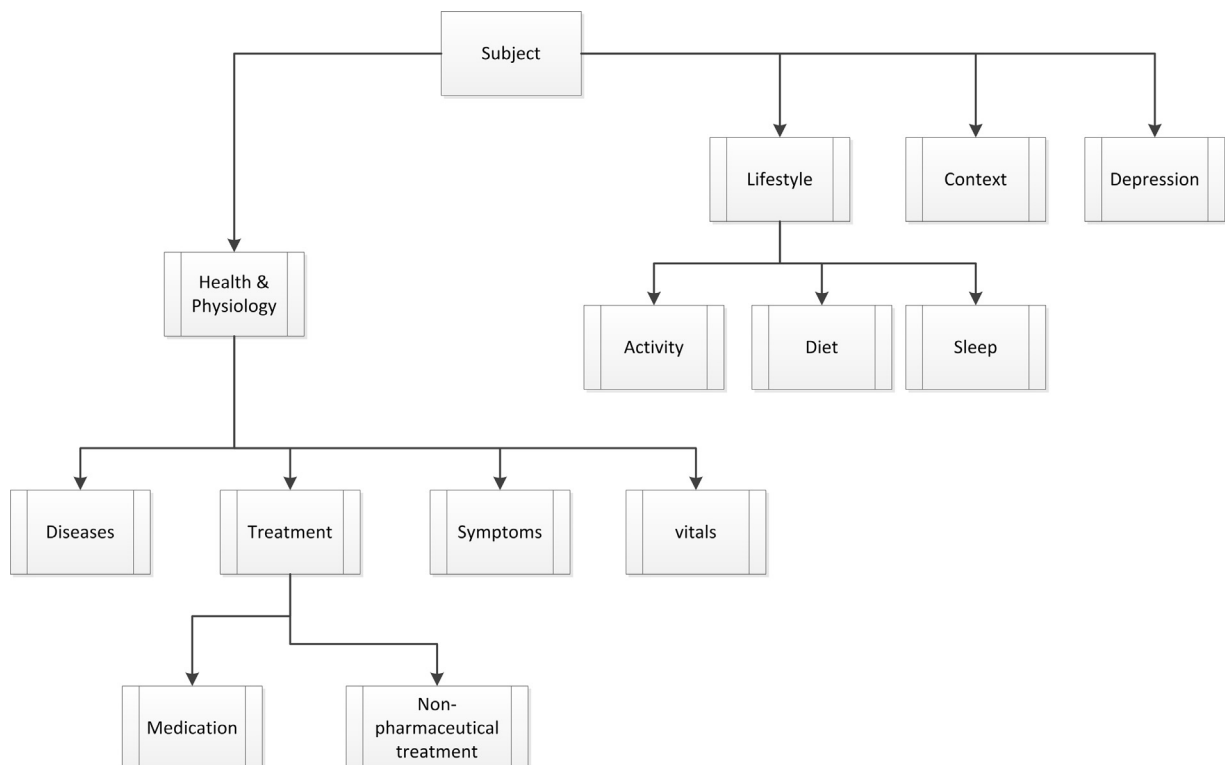 Subject
Lifestyle
Context
Depression
Health &
Physiology
Activity
Diet
Sleep
Diseases
Treatment
Symptoms
vitals
Medication
Non-
pharmaceutical
treatment